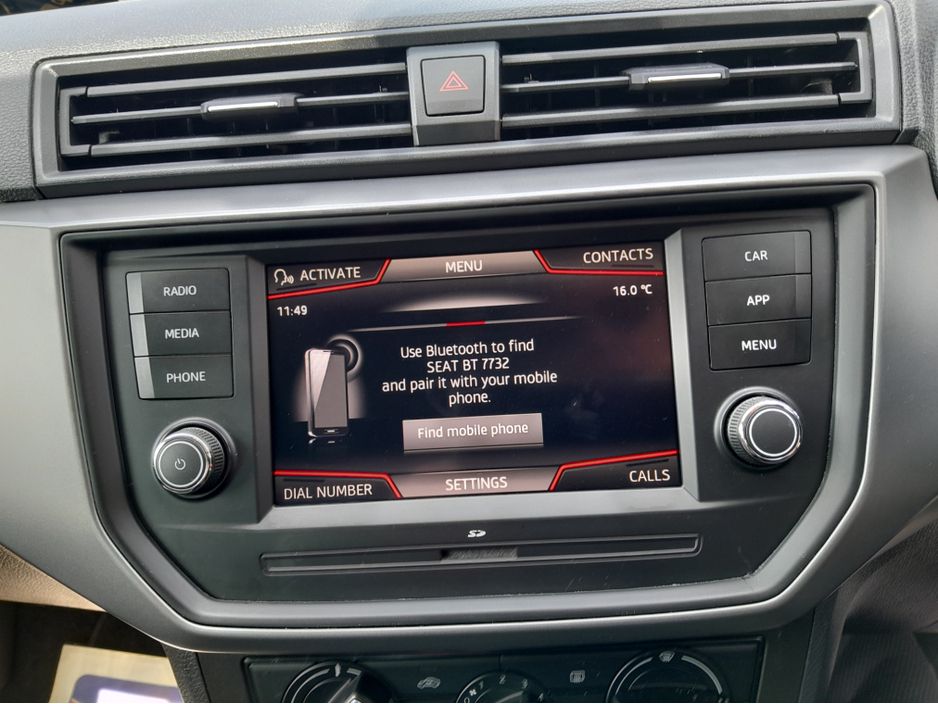 ACTIVATE
MENU
CONTACTS
11:49
16.0 °C
Use Bluetooth to find
SEAT BT 7732
and pair it with your mobile
phone.
Find mobile phone
DIAL NUMBER
SETTINGS
CALLS
RADIO
MEDIA
PHONE
CAR
APP
MENU
SD